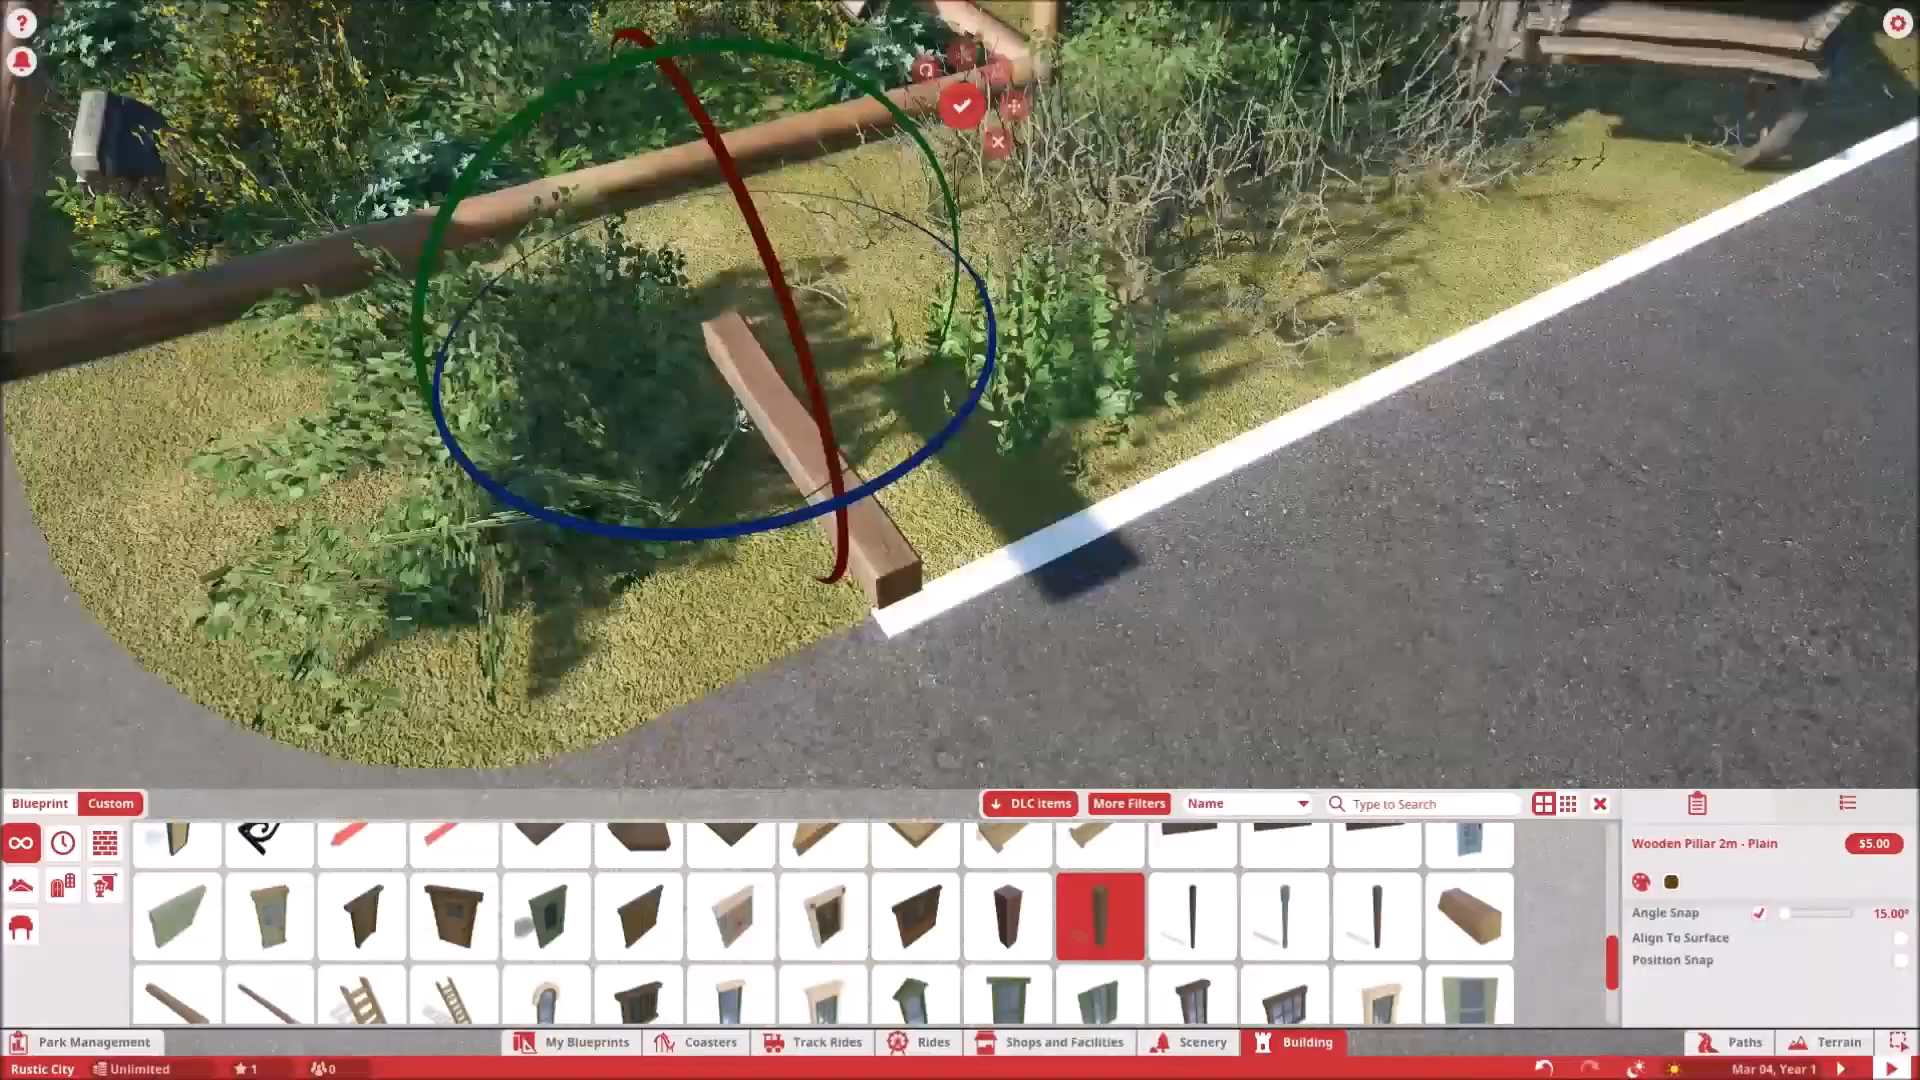 ?
Blueprint Custom
DLC items More Filters Name Type to Search
Wooden Pillar 2m - Plain $5.00
Angle Snap 15.00°
Align To Surface
Position Snap
Park Management My Blueprints Coasters Track Rides Rides Shops and Facilities Scenery Building Paths Terrain
Rustic City Unlimited 1 0 Mar 04, Year 1